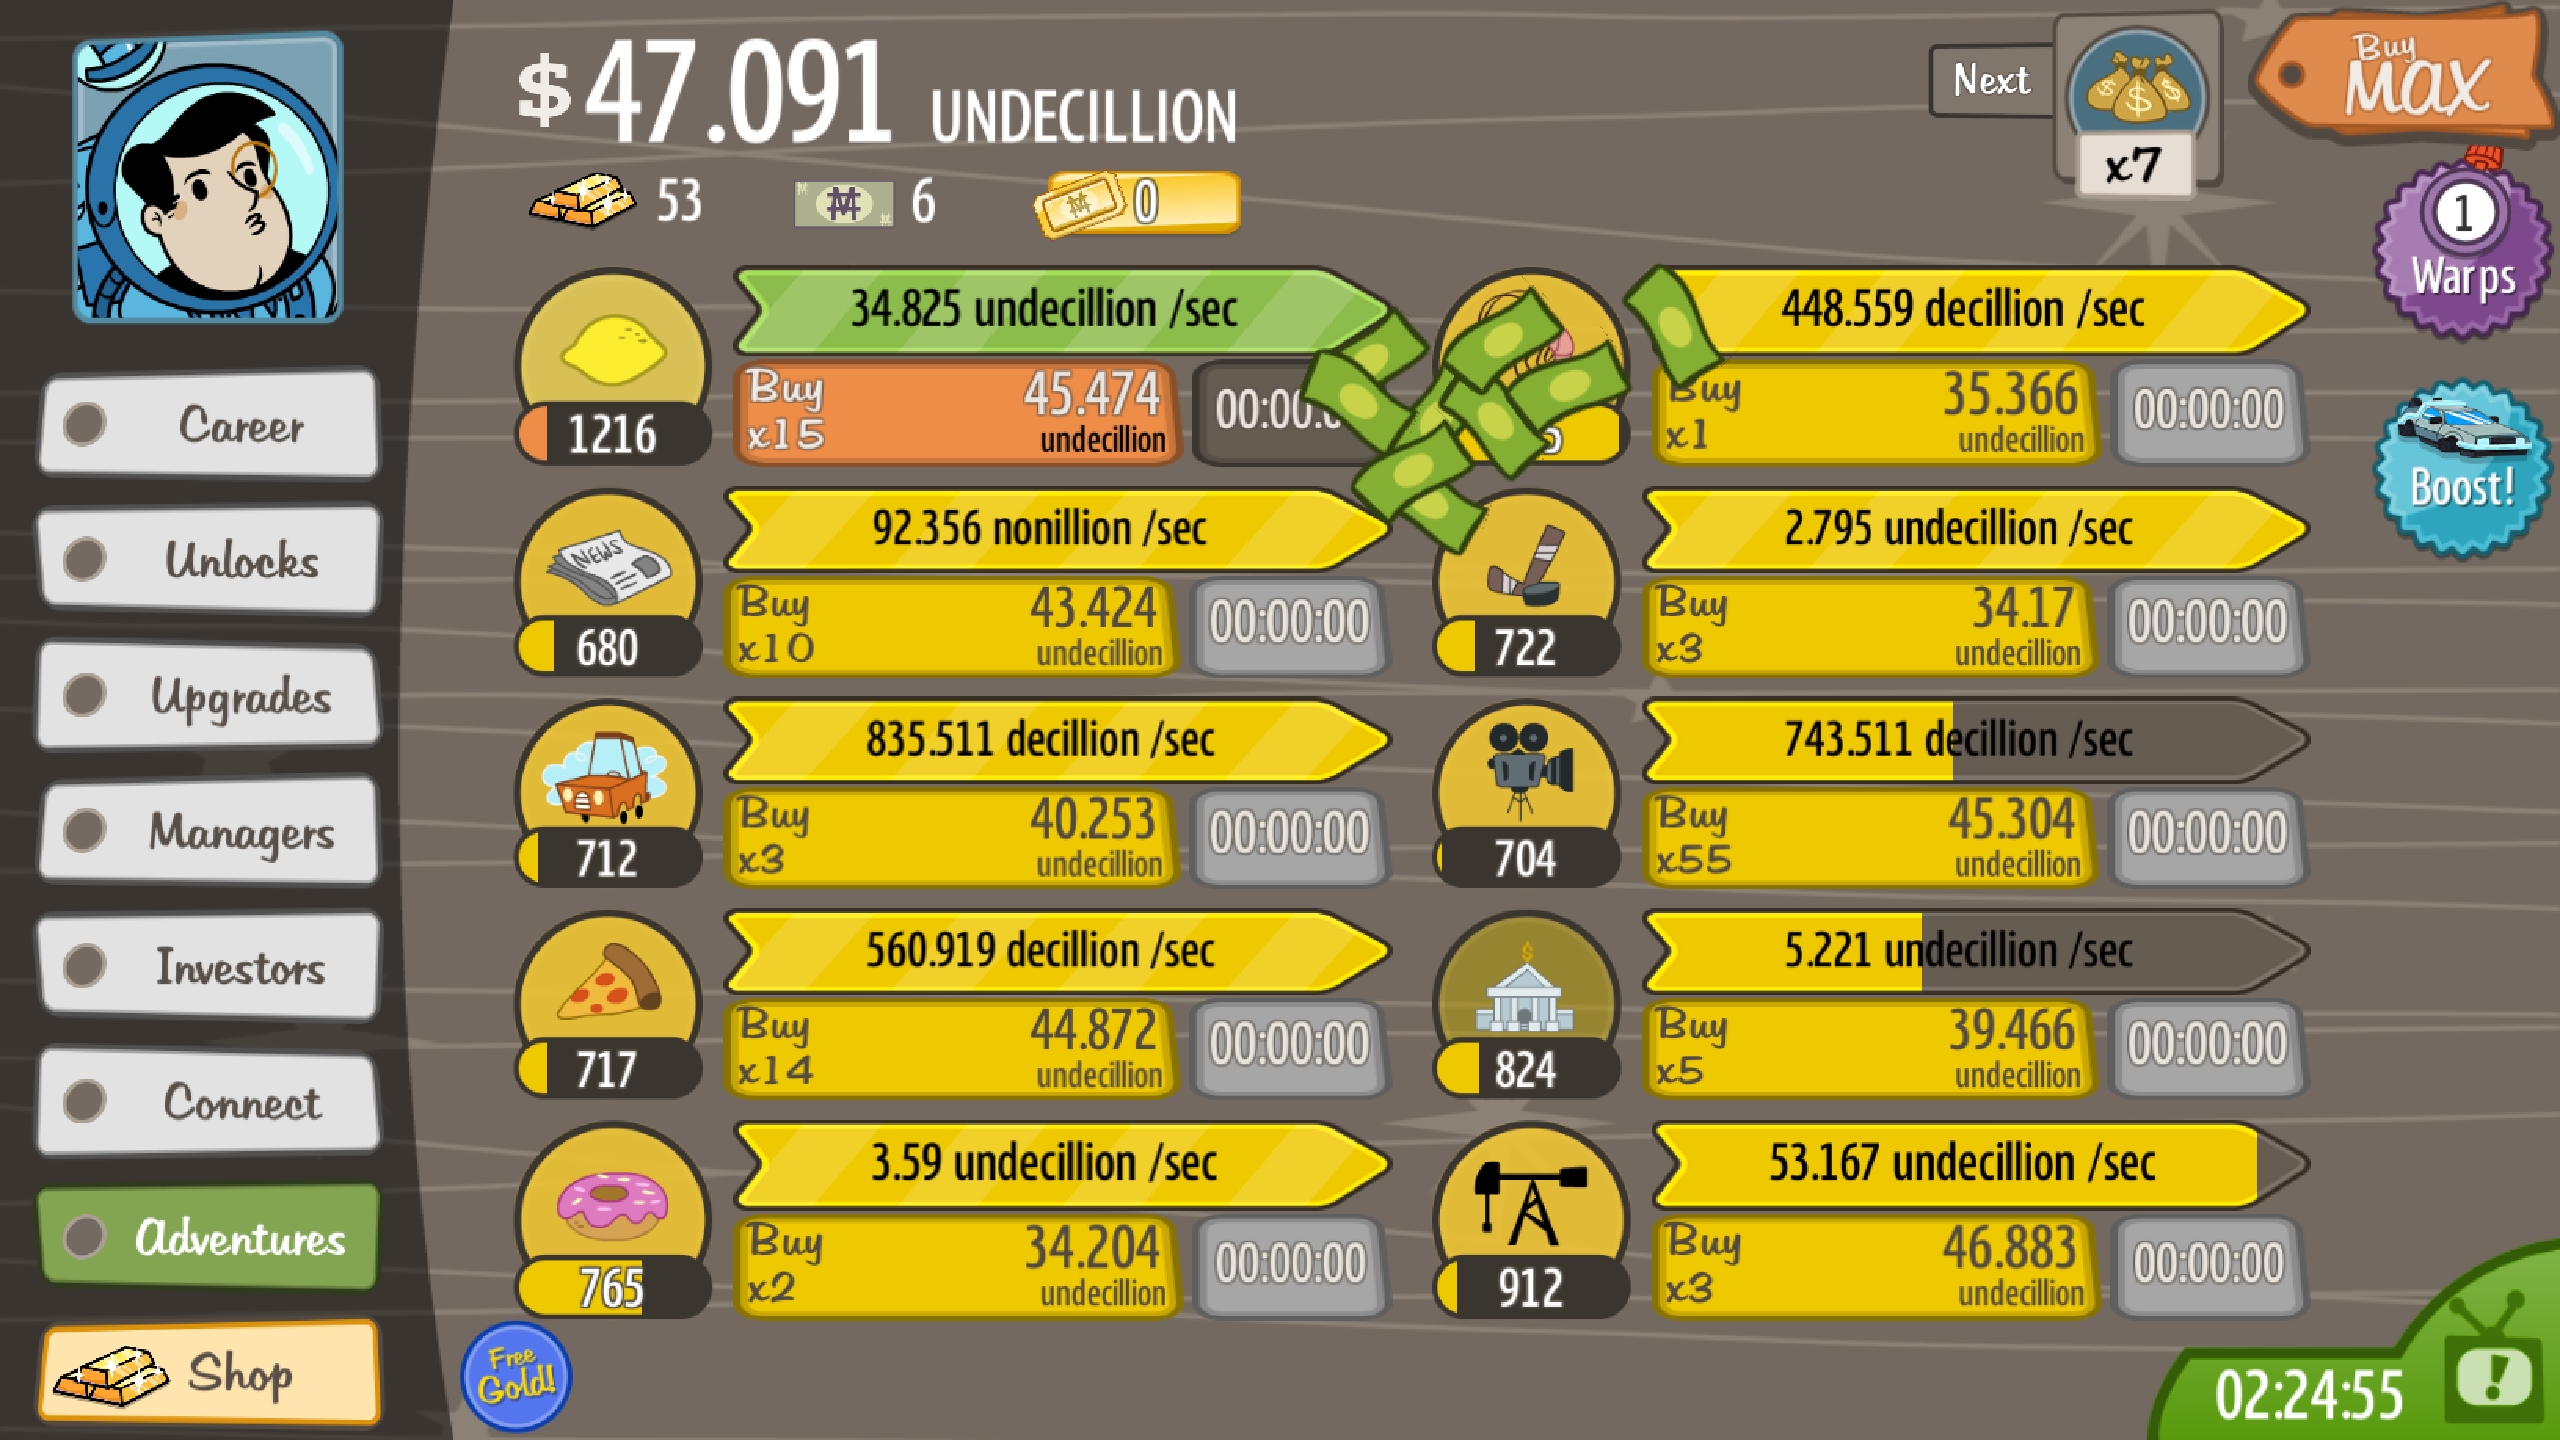 $47.091 UNDECILLION
Next
x7
Buy
MAX
53
6
0
1
Warps
Boost!
Career
Unlocks
Upgrades
Managers
Investors
Connect
Adventures
Shop
34.825 undecillion /sec
Buy
x15
45.474
undecillion
1216
448.559 decillion /sec
Buy
x1
35.366
undecillion
00:00:00
92.356 nonillion /sec
NEWS
Buy
x10
43.424
undecillion
00:00:00
680
2.795 undecillion /sec
Buy
x3
34.17
undecillion
00:00:00
722
835.511 decillion /sec
Buy
x3
40.253
undecillion
00:00:00
712
743.511 decillion /sec
Buy
x55
45.304
undecillion
00:00:00
704
560.919 decillion /sec
Buy
x14
44.872
undecillion
00:00:00
717
5.221 undecillion /sec
Buy
x5
39.466
undecillion
00:00:00
824
3.59 undecillion /sec
Buy
x2
34.204
undecillion
00:00:00
765
53.167 undecillion /sec
Buy
x3
46.883
undecillion
00:00:00
912
Free
Gold!
02:24:55